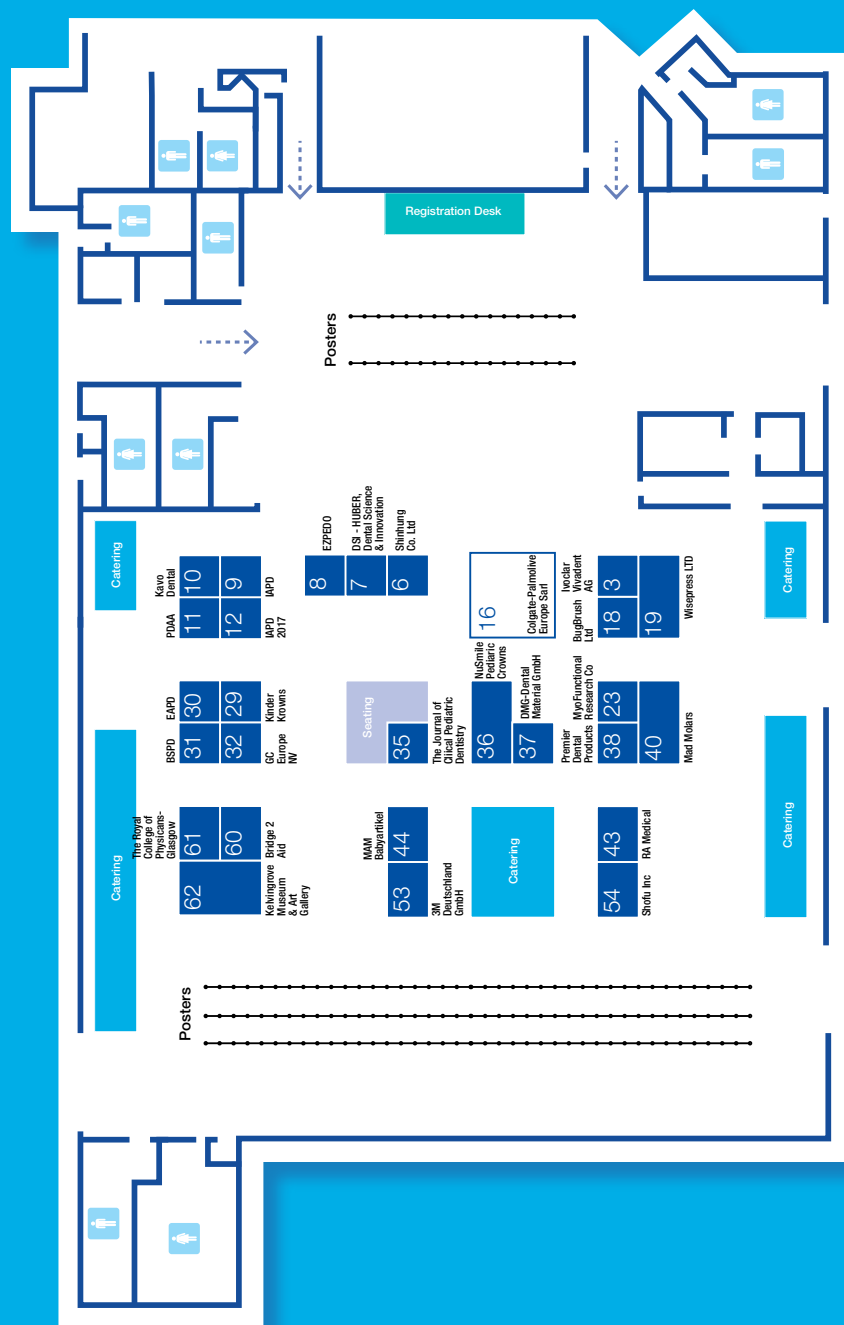 Registration Desk
Posters
Catering
Kavo
Dental
10
9
IAPD
PDAA
11
12
IAPD
2017
EZPEDO
8
DSI - HUBER,
Dental Science
& Innovation
7
Shinhung
Co. Ltd
6
16
Colgate-Palmolive
Europe Sarl
Ivoclar
Vivadent
AG
3
BugBrush
Ltd
18
19
Wisepress LTD
Catering
Catering
EAPD
30
29
Kinder
Krowns
BSPD
31
32
GC
Europe
NV
Seating
35
The Journal of
Clilcal Pediatric
Dentistry
NuSmile
Pediaric
Crowns
36
DMG-Dental
Material GmbH
37
MyoFunctional
Research Co
23
Premier
Dental
Products
38
40
Mad Molars
Catering
The Royal
College of
Physicans-
Glasgow
61
60
Bridge 2
Aid
62
Kelvingrove
Museum
& Art
Gallery
MAM
Babyartikel
44
53
3M
Deutschland
GmbH
Catering
43
RA Medical
54
Shofu Inc
Posters